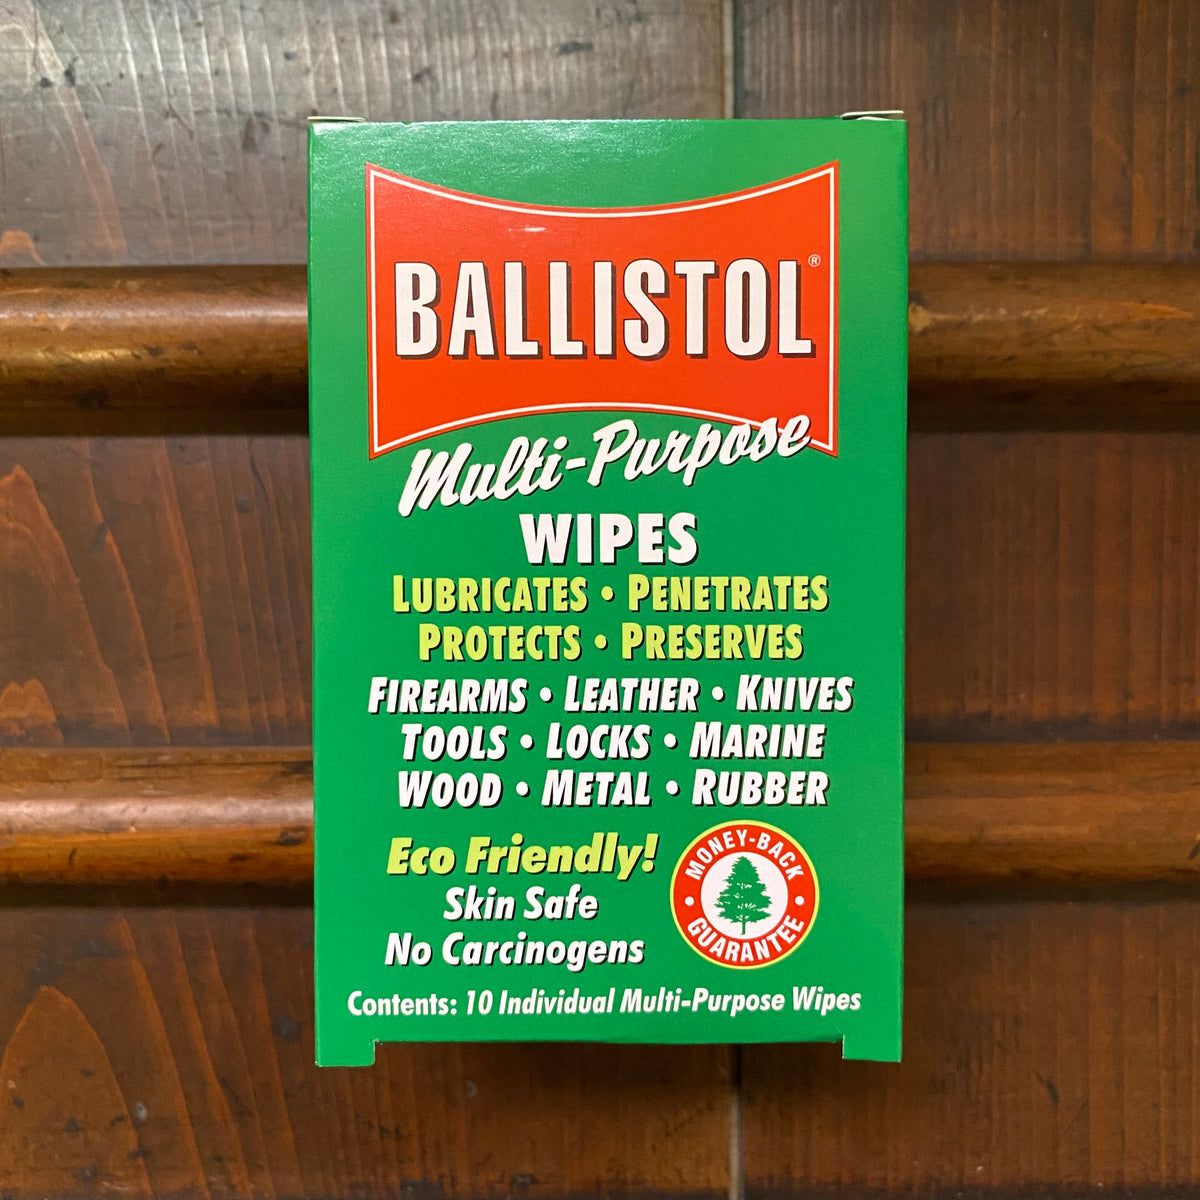 BALLISTOL®
Multi-Purpose
WIPES
LUBRICATES • PENETRATES
PROTECTS • PRESERVES
FIREARMS • LEATHER • KNIVES
TOOLS • LOCKS • MARINE
WOOD • METAL • RUBBER
Eco Friendly!
Skin Safe
No Carcinogens
MONEY-BACK
• GUARANTEE •
Contents: 10 Individual Multi-Purpose Wipes